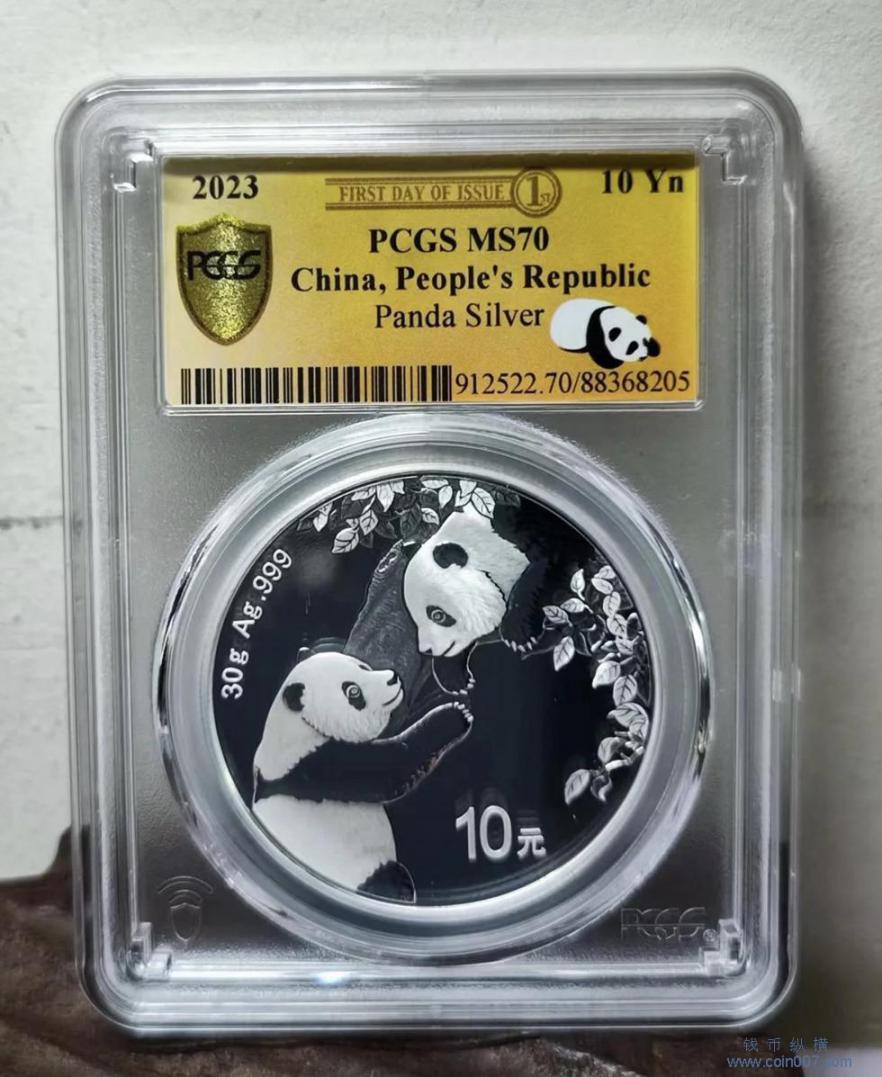 2023
FIRST DAY OF ISSUE 1ST
10 Yn
PCGS
PCGS MS70
China, People's Republic
Panda Silver
912522.70/88368205
30g Ag.999
10元
PCGS
钱币纵横
www.coin007.com